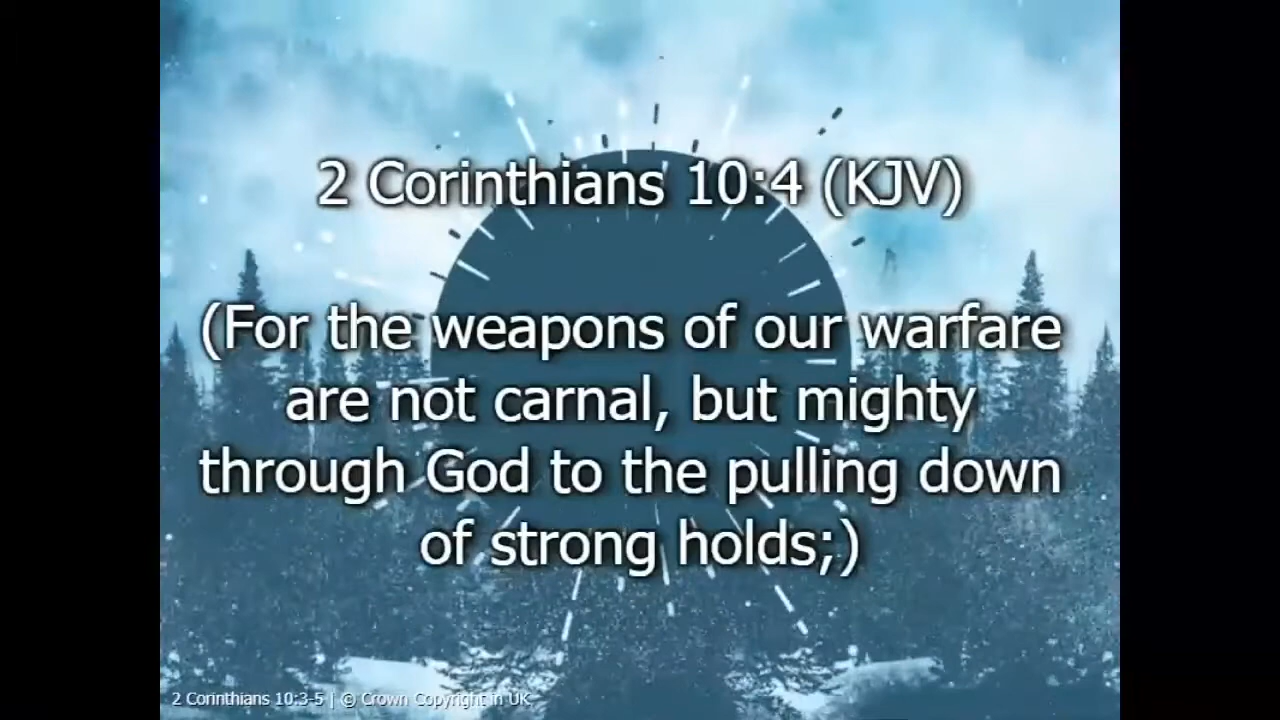 2 Corinthians 10:4 (KJV)
(For the weapons of our warfare
are not carnal, but mighty
through God to the pulling down
of strong holds;)
2 Corinthians 10:3-5 | © Crown Copyright in UK